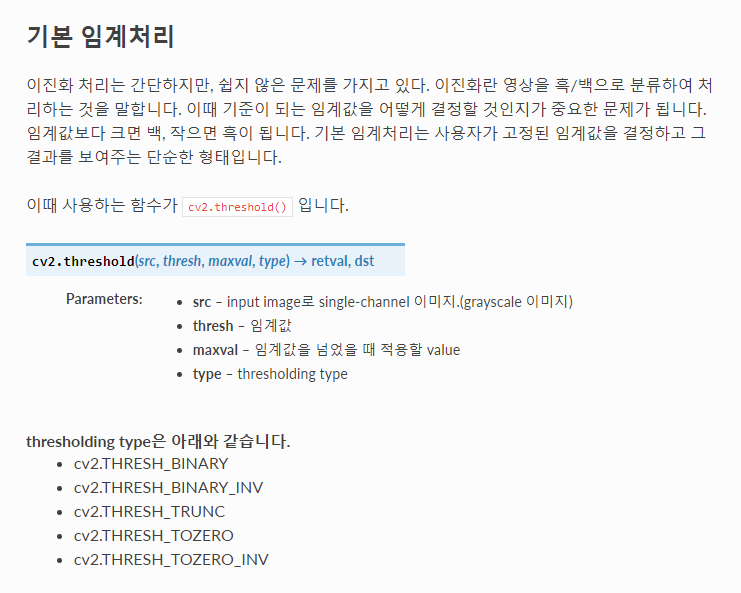 기본 임계처리
이진화 처리는 간단하지만, 쉽지 않은 문제를 가지고 있다. 이진화란 영상을 흑/백으로 분류하여 처
리하는 것을 말합니다. 이때 기준이 되는 임계값을 어떻게 결정할 것인지가 중요한 문제가 됩니다.
임계값보다 크면 백, 작으면 흑이 됩니다. 기본 임계처리는 사용자가 고정된 임계값을 결정하고 그
결과를 보여주는 단순한 형태입니다.
이때 사용하는 함수가 cv2.threshold() 입니다.
cv2.threshold(src, thresh, maxval, type) → retval, dst
Parameters:
• src – input image로 single-channel 이미지.(grayscale 이미지)
• thresh – 임계값
• maxval – 임계값을 넘었을 때 적용할 value
• type – thresholding type
thresholding type은 아래와 같습니다.
• cv2.THRESH_BINARY
• cv2.THRESH_BINARY_INV
• cv2.THRESH_TRUNC
• cv2.THRESH_TOZERO
• cv2.THRESH_TOZERO_INV